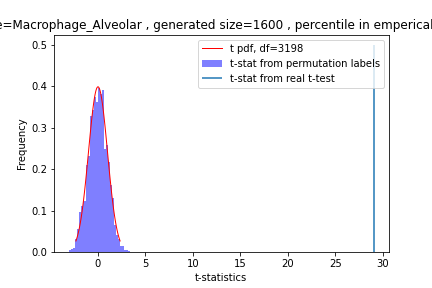 =Macrophage_Alveolar , generated size=1600 , percentile in emperical
0.5
0.4
0.3
0.2
0.1
0.0
Frequency
t pdf, df=3198
t-stat from permutation labels
t-stat from real t-test
0 5 10 15 20 25 30
t-statistics